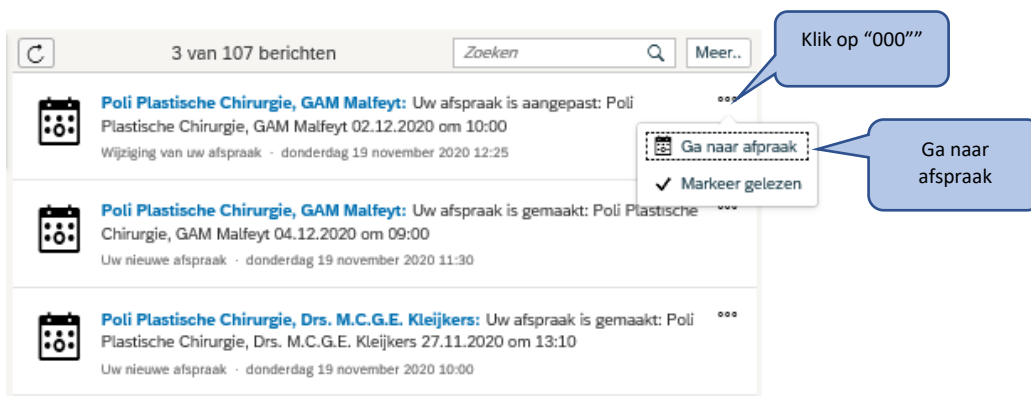 3 van 107 berichten
Zoeken
Meer..
Klik op “000””
Poli Plastische Chirurgie, GAM Malfeyt: Uw afspraak is aangepast: Poli
Plastische Chirurgie, GAM Malfeyt 02.12.2020 om 10:00
Wijziging van uw afspraak · donderdag 19 november 2020 12:25
Ga naar afpraak
Markeer gelezen
Ga naar
afspraak
Poli Plastische Chirurgie, GAM Malfeyt: Uw afspraak is gemaakt: Poli Plastische
Chirurgie, GAM Malfeyt 04.12.2020 om 09:00
Uw nieuwe afspraak · donderdag 19 november 2020 11:30
Poli Plastische Chirurgie, Drs. M.C.G.E. Kleijkers: Uw afspraak is gemaakt: Poli
Plastische Chirurgie, Drs. M.C.G.E. Kleijkers 27.11.2020 om 13:10
Uw nieuwe afspraak · donderdag 19 november 2020 10:00